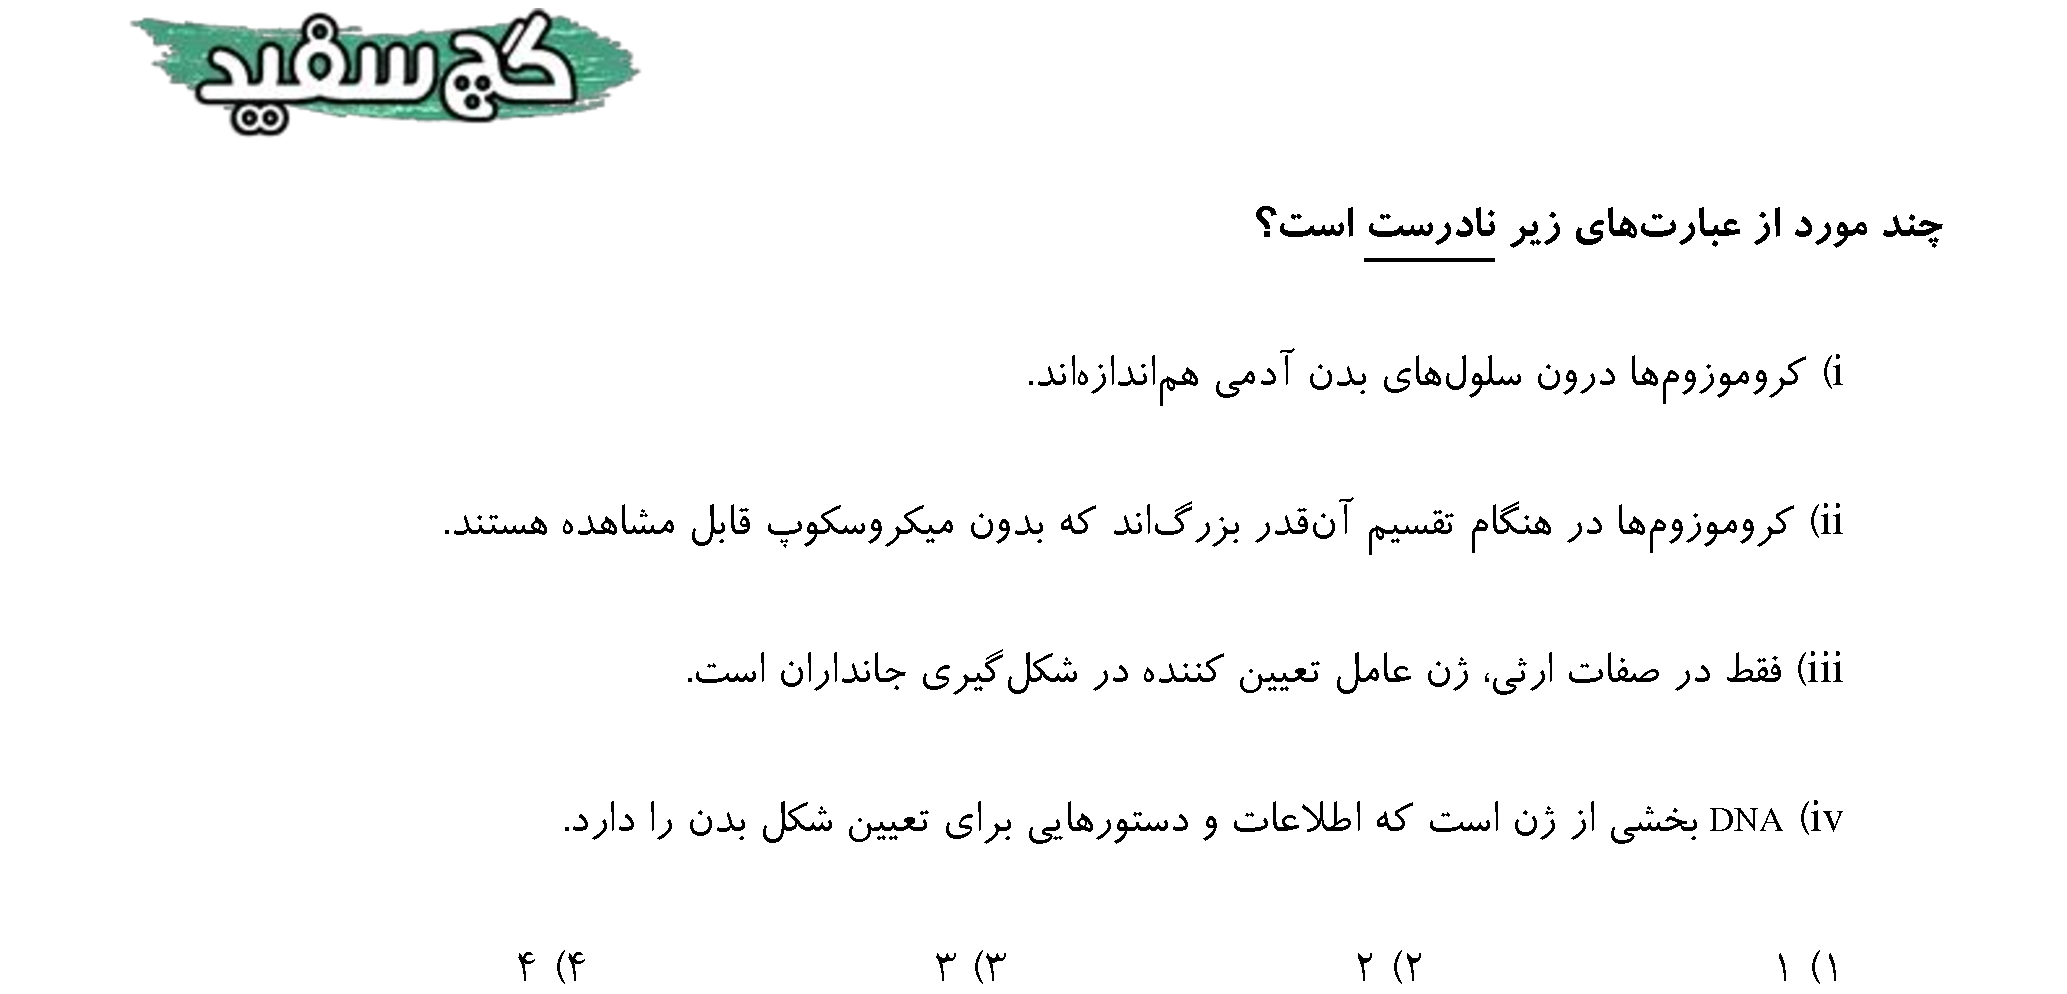 گچ سفید
چند مورد از عبارت‌های زیر نادرست است؟
i) کروموزوم‌ها درون سلول‌های بدن آدمی هم‌اندازه‌اند.
ii) کروموزوم‌ها در هنگام تقسیم آن‌قدر بزرگ‌اند که بدون میکروسکوپ قابل مشاهده هستند.
iii) فقط در صفات ارثی، ژن عامل تعیین کننده در شکل‌گیری جانداران است.
iv) DNA بخشی از ژن است که اطلاعات و دستورهایی برای تعیین شکل بدن را دارد.
۱) ۱ ۲) ۲ ۳) ۳ ۴) ۴